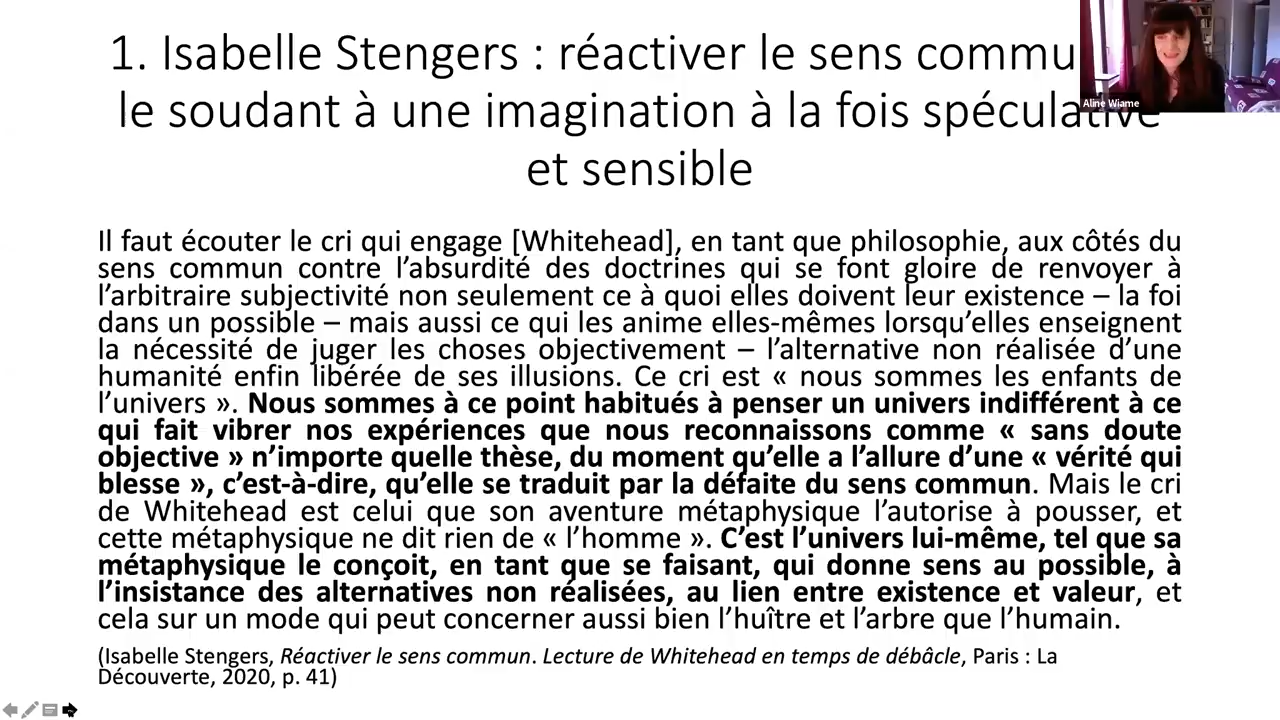 1. Isabelle Stengers : réactiver le sens commu
Aline Wiame
le soudant à une imagination à la fois spéculative
et sensible
Il faut écouter le cri qui engage [Whitehead], en tant que philosophie, aux côtés du
sens commun contre l’absurdité des doctrines qui se font gloire de renvoyer à
l’arbitraire subjectivité non seulement ce à quoi elles doivent leur existence – la foi
dans un possible – mais aussi ce qui les anime elles-mêmes lorsqu’elles enseignent
la nécessité de juger les choses objectivement – l’alternative non réalisée d’une
humanité enfin libérée de ses illusions. Ce cri est « nous sommes les enfants de
l’univers ». Nous sommes à ce point habitués à penser un univers indifférent à ce
qui fait vibrer nos expériences que nous reconnaissons comme « sans doute
objective » n’importe quelle thèse, du moment qu’elle a l’allure d’une « vérité qui
blesse », c’est-à-dire, qu’elle se traduit par la défaite du sens commun. Mais le cri
de Whitehead est celui que son aventure métaphysique l’autorise à pousser, et
cette métaphysique ne dit rien de « l’homme ». C’est l’univers lui-même, tel que sa
métaphysique le conçoit, en tant que se faisant, qui donne sens au possible, à
l’insistance des alternatives non réalisées, au lien entre existence et valeur, et
cela sur un mode qui peut concerner aussi bien l’huître et l’arbre que l’humain.
(Isabelle Stengers, Réactiver le sens commun. Lecture de Whitehead en temps de débâcle, Paris : La
Découverte, 2020, p. 41)